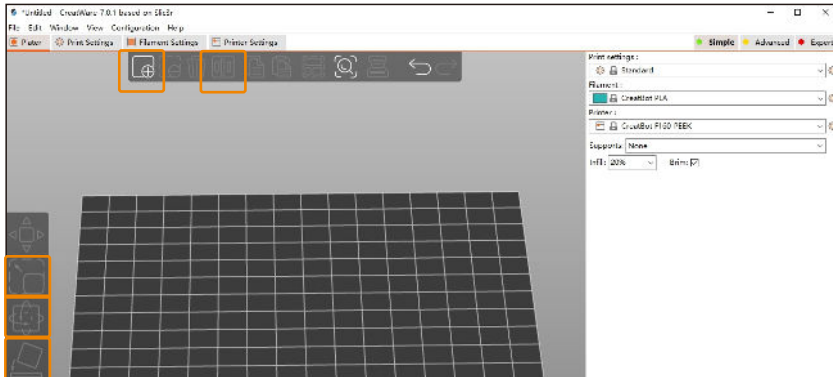 *Untitled - CreatWare 7.0.1 based on Slic3r
File Edit Window View Configuration Help
Plater Print Settings Filament Settings Printer Settings
Simple Advanced Expert
Print settings :
Standard
Filament :
CreatBot PLA
Printer :
CreatBot F160 PEEK
Supports: None
Infill: 20% Brim: